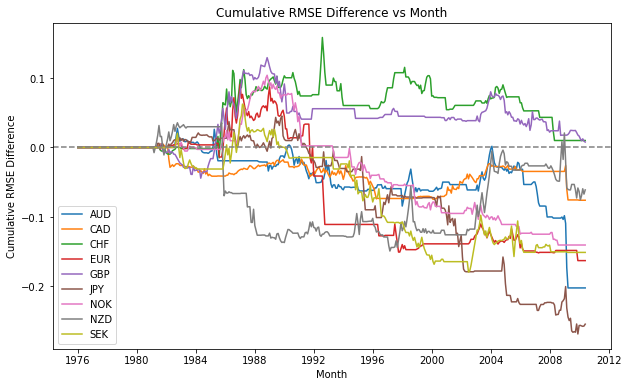 Cumulative RMSE Difference vs Month
Cumulative RMSE Difference
0.1
0.0
−0.1
−0.2
AUD
CAD
CHF
EUR
GBP
JPY
NOK
NZD
SEK
1976 1980 1984 1988 1992 1996 2000 2004 2008 2012
Month